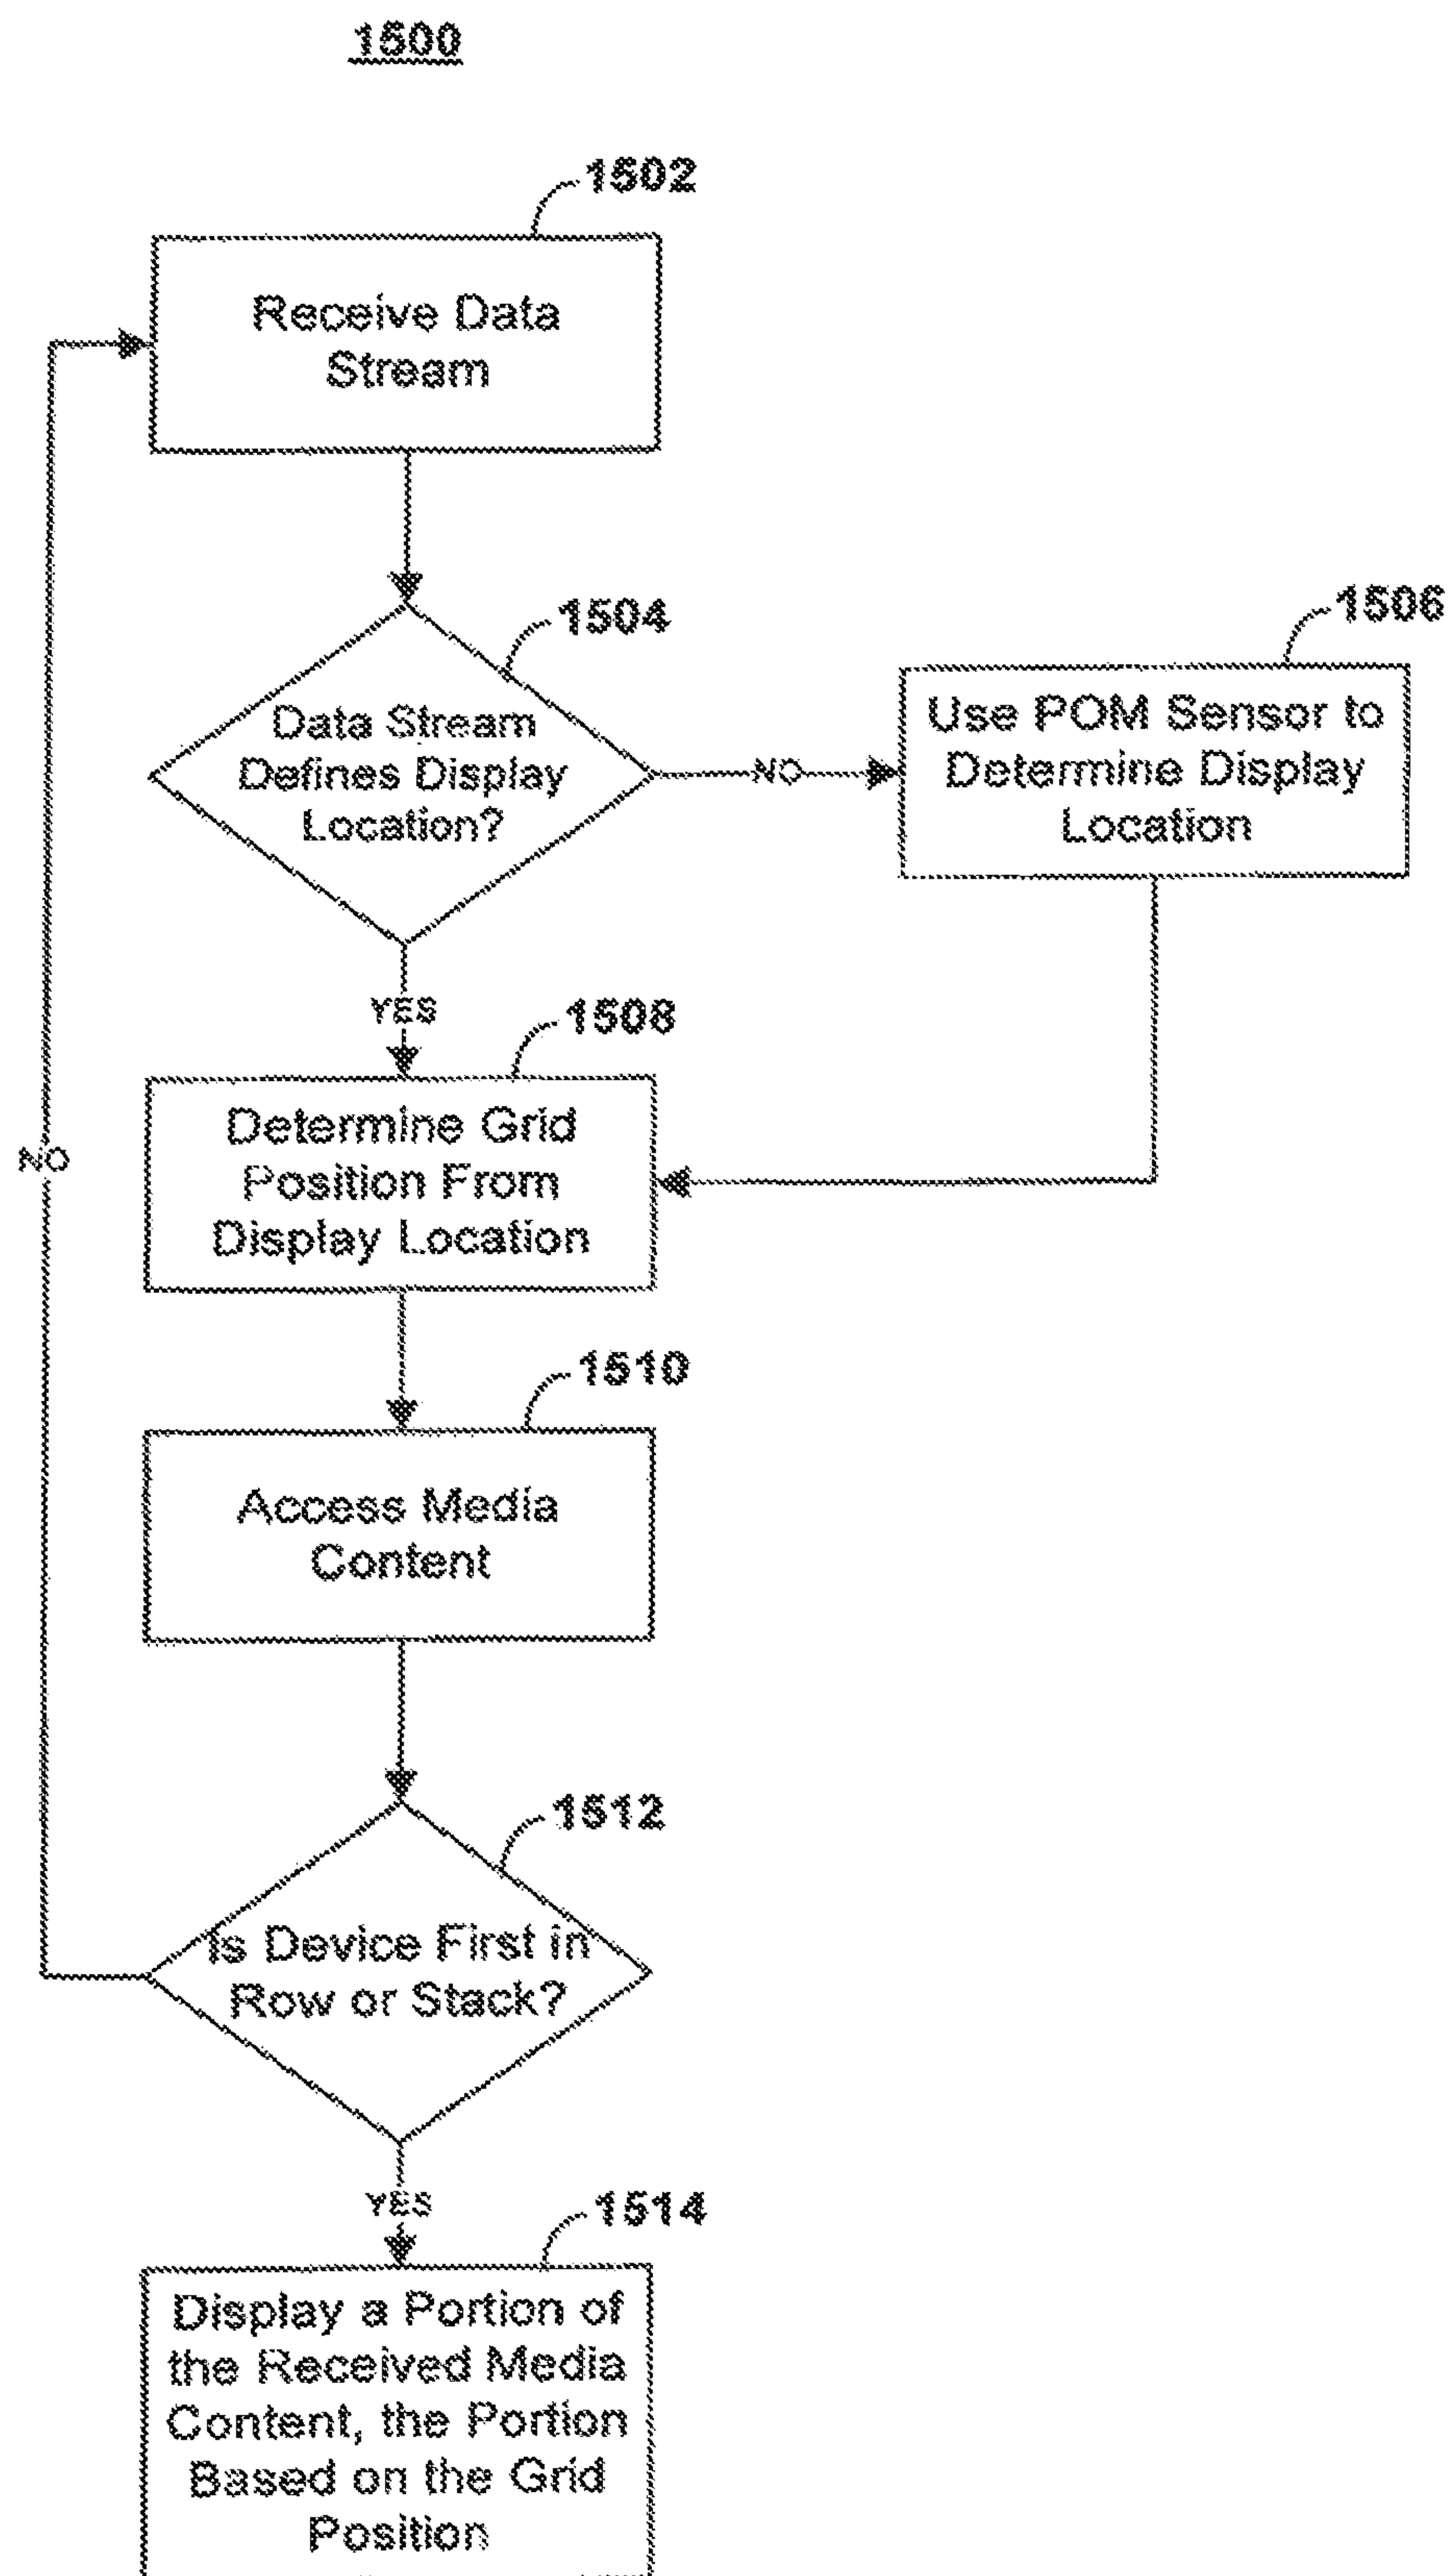 1500
1502
Receive Data
Stream
1504
Data Stream
Defines Display
Location?
NO
1506
Use POM Sensor to
Determine Display
Location
YES
1508
Determine Grid
Position From
Display Location
NO
1510
Access Media
Content
1512
Is Device First in
Row or Stack?
YES
1514
Display a Portion of
the Received Media
Content, the Portion
Based on the Grid
Position